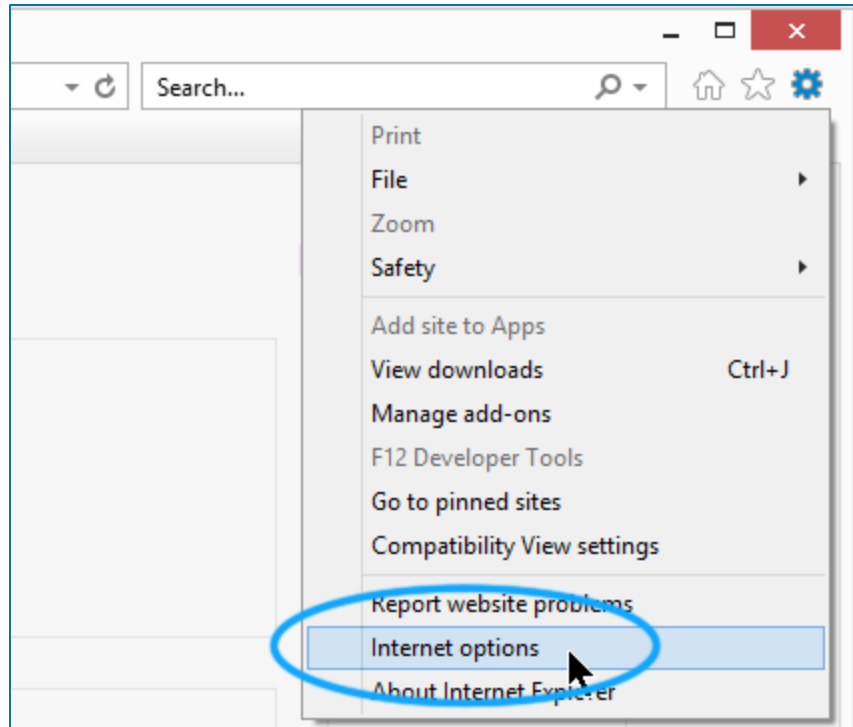 Search...
Print
File
Zoom
Safety
Add site to Apps
View downloads Ctrl+J
Manage add-ons
F12 Developer Tools
Go to pinned sites
Compatibility View settings
Report website problems
Internet options
About Internet Explorer